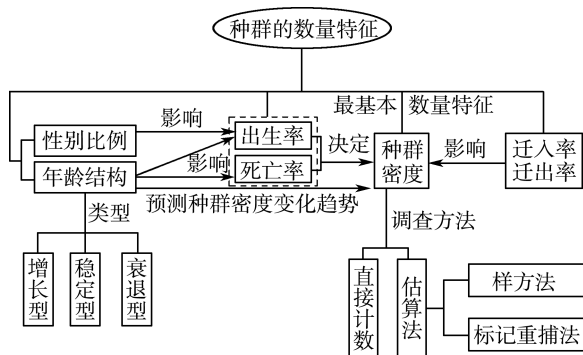 种群的数量特征
最基本 数量特征
性别比例
影响
出生率
影响
死亡率
决定
种群
密度
影响
迁入率
迁出率
年龄结构
预测种群密度变化趋势
类型
调查方法
增长型
稳定型
衰退型
直接计数
估算法
样方法
标记重捕法